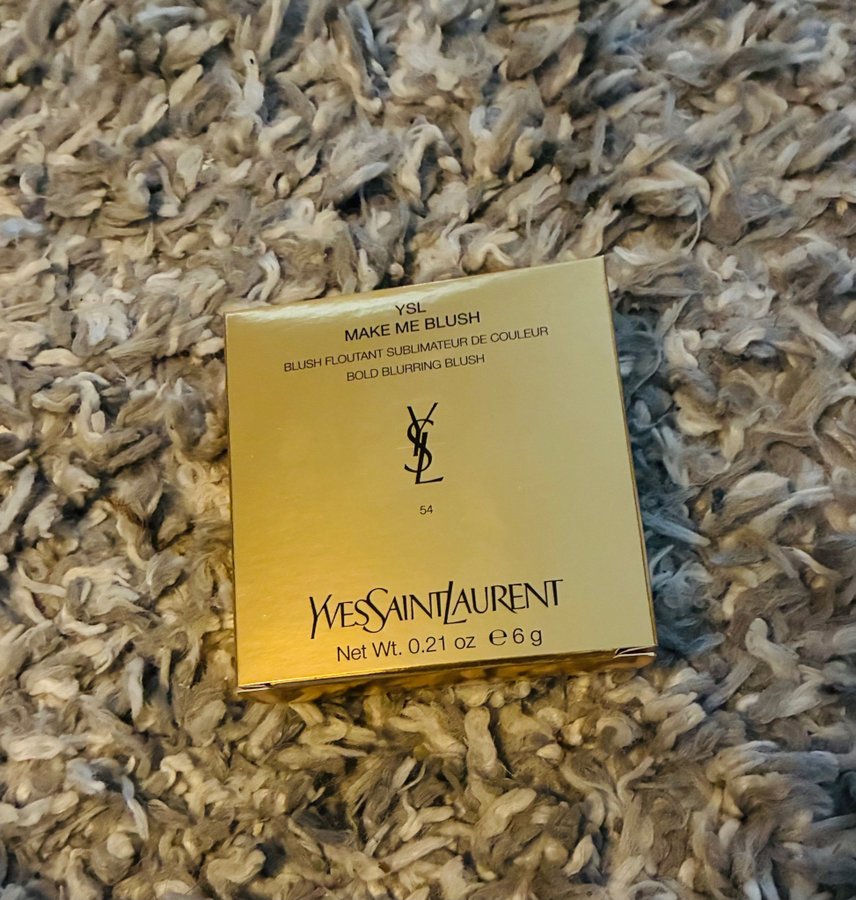 YSL
MAKE ME BLUSH
BLUSH FLOUTANT SUBLIMATEUR DE COULEUR
BOLD BLURRING BLUSH
YSL
54
YVESSAINTLAURENT
Net Wt. 0.21 oz ℮ 6 g